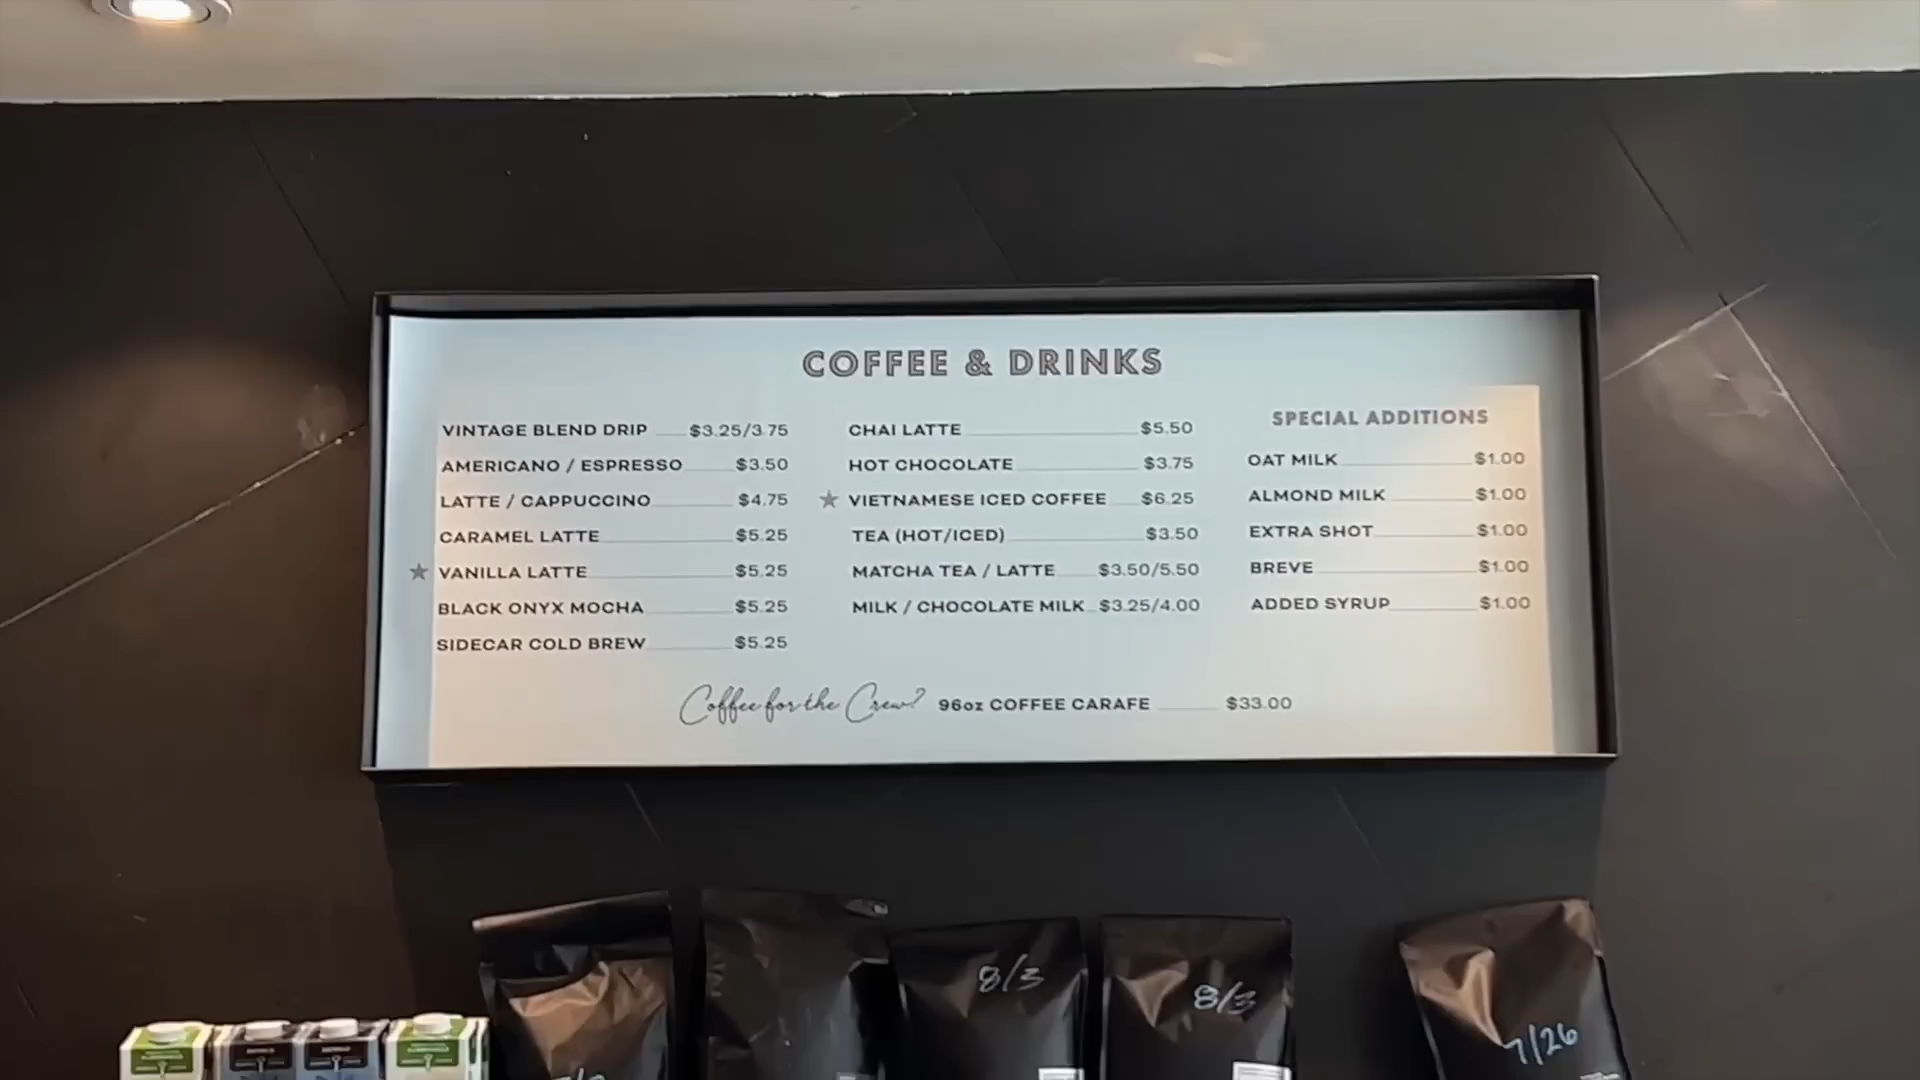 COFFEE & DRINKS
VINTAGE BLEND DRIP $3.25/3.75
AMERICANO / ESPRESSO $3.50
LATTE / CAPPUCCINO $4.75
CARAMEL LATTE $5.25
★ VANILLA LATTE $5.25
BLACK ONYX MOCHA $5.25
SIDECAR COLD BREW $5.25
CHAI LATTE $5.50
HOT CHOCOLATE $3.75
★ VIETNAMESE ICED COFFEE $6.25
TEA (HOT/ICED) $3.50
MATCHA TEA / LATTE $3.50/5.50
MILK / CHOCOLATE MILK $3.25/4.00
SPECIAL ADDITIONS
OAT MILK $1.00
ALMOND MILK $1.00
EXTRA SHOT $1.00
BREVE $1.00
ADDED SYRUP $1.00
Coffee for the Crew? 96oz COFFEE CARAFE $33.00
8/3
8/3
7/26